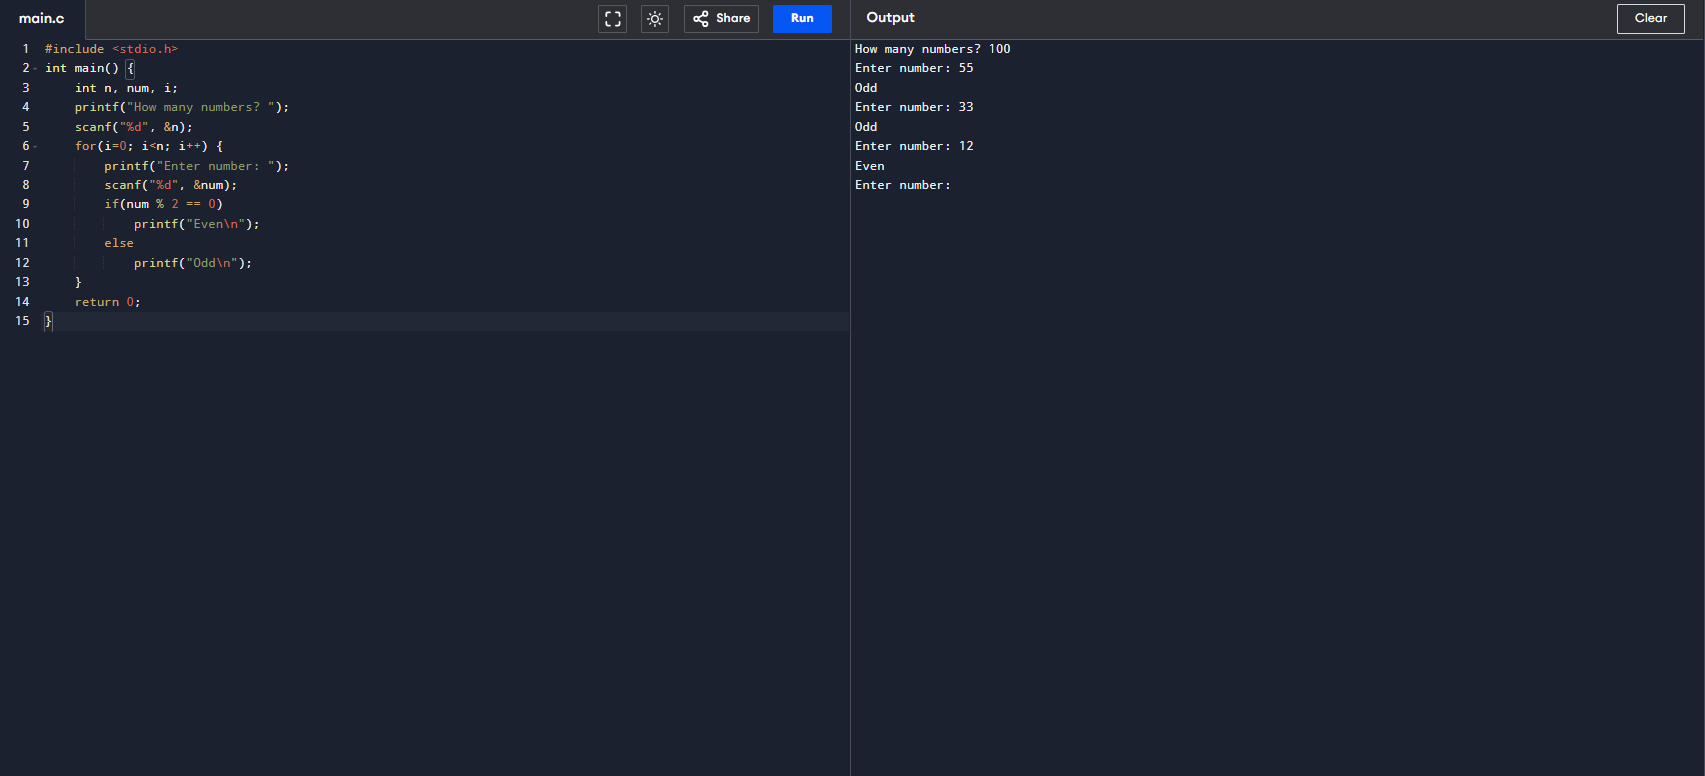 main.c
Share
Run
Output
Clear
1 #include <stdio.h>
2 int main() {
3     int n, num, i;
4     printf("How many numbers? ");
5     scanf("%d", &n);
6     for(i=0; i<n; i++) {
7         printf("Enter number: ");
8         scanf("%d", &num);
9         if(num % 2 == 0)
10             printf("Even\n");
11         else
12             printf("Odd\n");
13     }
14     return 0;
15 }
How many numbers? 100
Enter number: 55
Odd
Enter number: 33
Odd
Enter number: 12
Even
Enter number: